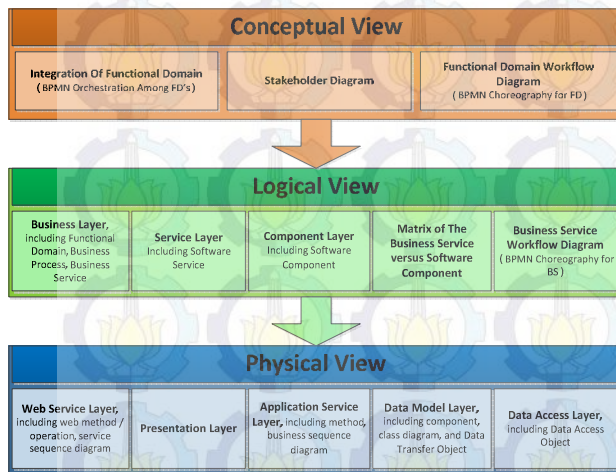 Conceptual View
Integration Of Functional Domain
( BPMN Orchestration Among FD's)
Stakeholder Diagram
Functional Domain Workflow
Diagram
( BPMN Choreography for FD)
Logical View
Business Layer,
including Functional
Domain, Business
Process, Business
Service
Service Layer
Including Software
Service
Component Layer
Including Software
Component
Matrix of The
Business Service
versus Software
Component
Business Service
Workflow Diagram
( BPMN Choreography for
BS)
Physical View
Web Service Layer,
including web method /
operation, service
sequence diagram
Presentation Layer
Application Service
Layer, including method,
business sequence
diagram
Data Model Layer,
including component,
class diagram, and Data
Transfer Object
Data Access Layer,
including Data Access
Object